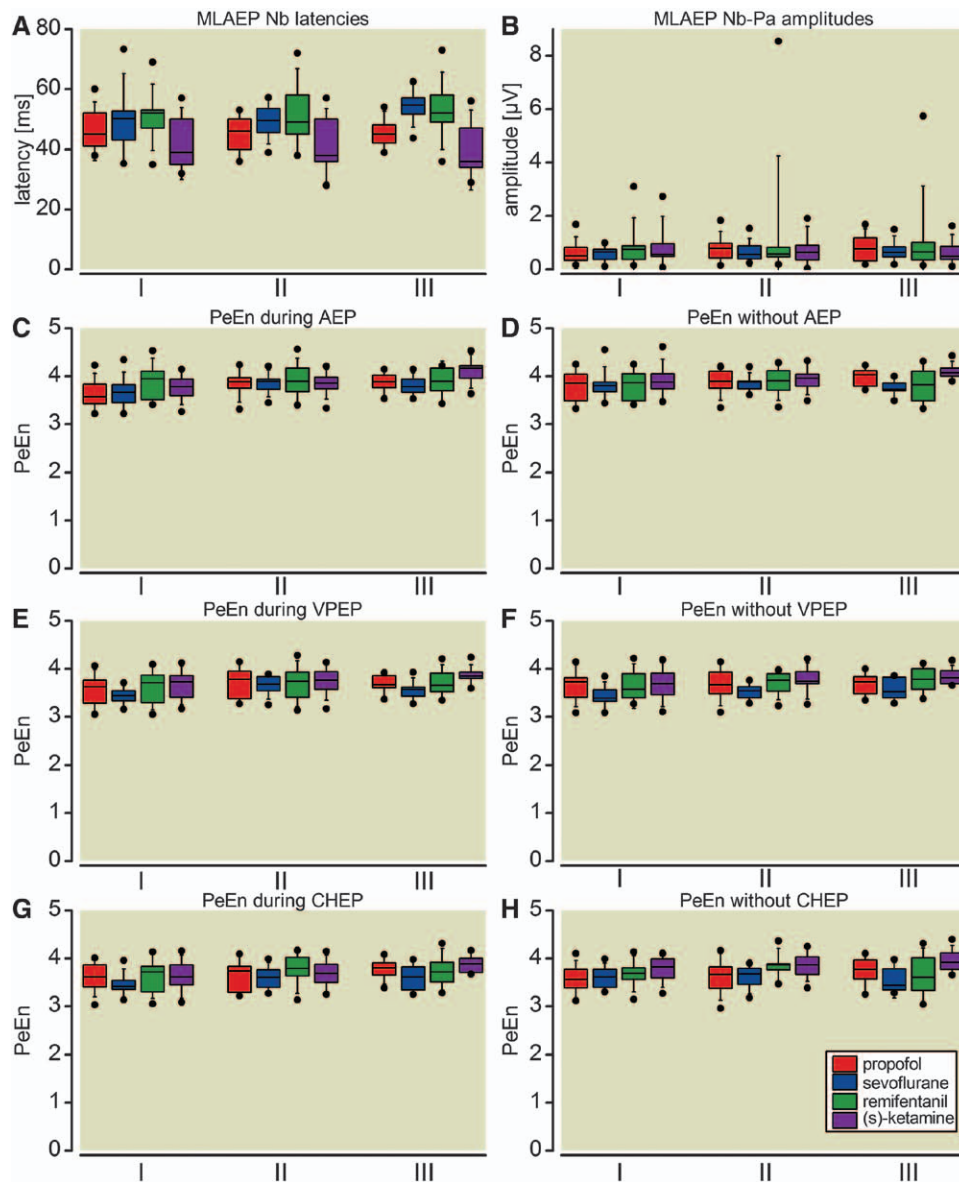 A MLAEP Nb latencies
latency [ms]
80
60
40
20
0
I II III
B MLAEP Nb-Pa amplitudes
amplitude [µV]
8
6
4
2
0
I II III
C PeEn during AEP
PeEn
5
4
3
2
1
0
I II III
D PeEn without AEP
PeEn
5
4
3
2
1
0
I II III
E PeEn during VPEP
PeEn
5
4
3
2
1
0
I II III
F PeEn without VPEP
PeEn
5
4
3
2
1
0
I II III
G PeEn during CHEP
PeEn
5
4
3
2
1
0
I II III
H PeEn without CHEP
PeEn
5
4
3
2
1
0
I II III
propofol
sevoflurane
remifentanil
(s)-ketamine